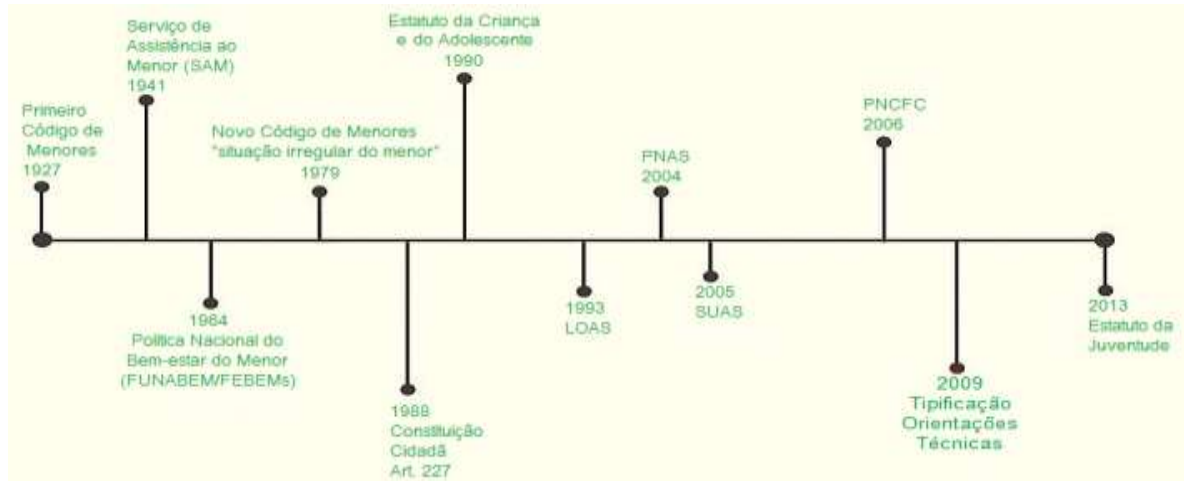 Primeiro
Código de
Menores
1927
Serviço de
Assistência ao
Menor (SAM)
1941
1964
Política Nacional do
Bem-estar do Menor
(FUNABEM/FEBEMs)
Novo Código de Menores
"situação irregular do menor"
1979
1988
Constituição
Cidadã
Art. 227
Estatuto da Criança
e do Adolescente
1990
1993
LOAS
PNAS
2004
2005
SUAS
PNCFC
2006
2009
Tipificação
Orientações
Técnicas
2013
Estatuto da
Juventude